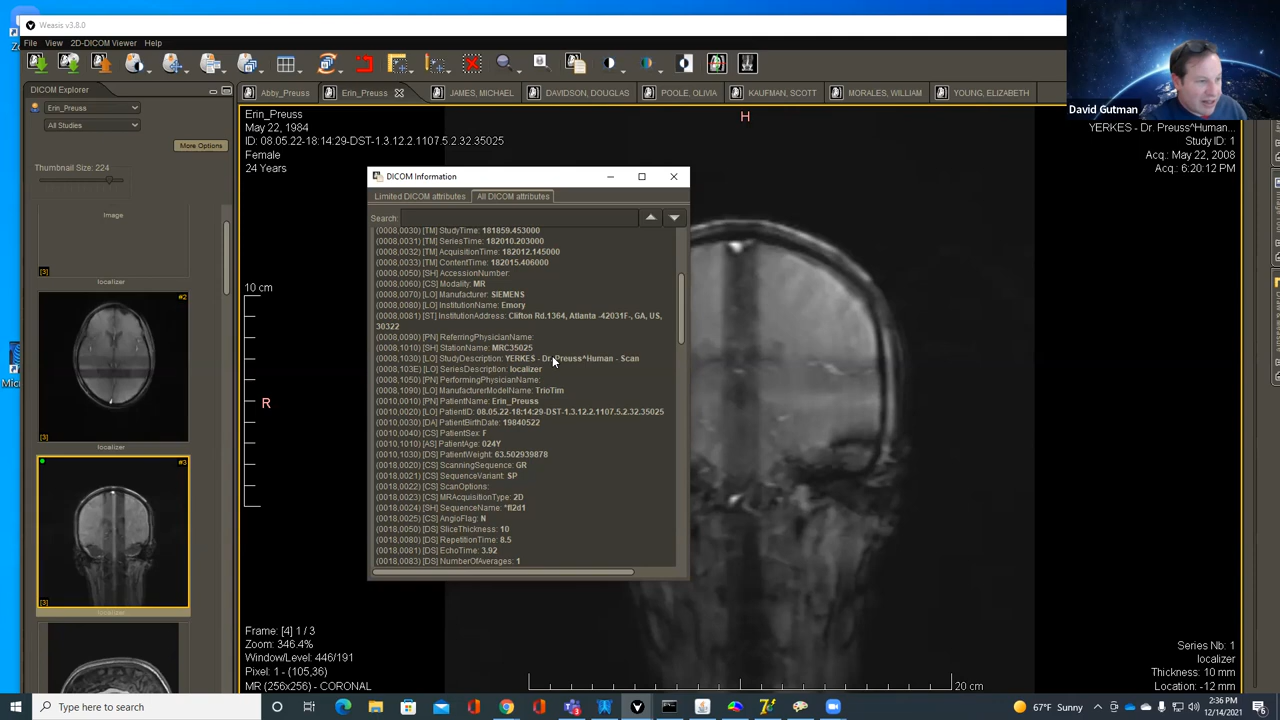 Weasis v3.8.0
File View 2D-DICOM Viewer Help
DICOM Explorer
Erin_Preuss
All Studies
More Options
Thumbnail Size: 224
Image
[3]
localizer
#2
[3]
localizer
#3
[3]
localizer
Abby_Preuss
Erin_Preuss
JAMES, MICHAEL
DAVIDSON, DOUGLAS
POOLE, OLIVIA
KAUFMAN, SCOTT
MORALES, WILLIAM
YOUNG, ELIZABETH
David Gutman
Erin_Preuss
May 22, 1984
ID: 08.05.22-18:14:29-DST-1.3.12.2.1107.5.2.32.35025
Female
24 Years
H
YERKES - Dr. Preuss^Human...
Study ID: 1
Acq.: May 22, 2008
Acq.: 6:20:12 PM
10 cm
R
DICOM Information
Limited DICOM attributes
All DICOM attributes
Search:
(0008,0030) [TM] StudyTime: 181859.453000
(0008,0031) [TM] SeriesTime: 182010.203000
(0008,0032) [TM] AcquisitionTime: 182012.145000
(0008,0033) [TM] ContentTime: 182015.406000
(0008,0050) [SH] AccessionNumber:
(0008,0060) [CS] Modality: MR
(0008,0070) [LO] Manufacturer: SIEMENS
(0008,0080) [LO] InstitutionName: Emory
(0008,0081) [ST] InstitutionAddress: Clifton Rd.1364, Atlanta -42031F-, GA, US,
30322
(0008,0090) [PN] ReferringPhysicianName:
(0008,1010) [SH] StationName: MRC35025
(0008,1030) [LO] StudyDescription: YERKES - Dr. Preuss^Human - Scan
(0008,103E) [LO] SeriesDescription: localizer
(0008,1050) [PN] PerformingPhysicianName:
(0008,1090) [LO] ManufacturerModelName: TrioTim
(0010,0010) [PN] PatientName: Erin_Preuss
(0010,0020) [LO] PatientID: 08.05.22-18:14:29-DST-1.3.12.2.1107.5.2.32.35025
(0010,0030) [DA] PatientBirthDate: 19840522
(0010,0040) [CS] PatientSex: F
(0010,1010) [AS] PatientAge: 024Y
(0010,1030) [DS] PatientWeight: 63.502939878
(0018,0020) [CS] ScanningSequence: GR
(0018,0021) [CS] SequenceVariant: SP
(0018,0022) [CS] ScanOptions:
(0018,0023) [CS] MRAcquisitionType: 2D
(0018,0024) [SH] SequenceName: *fl2d1
(0018,0025) [CS] AngioFlag: N
(0018,0050) [DS] SliceThickness: 10
(0018,0080) [DS] RepetitionTime: 8.5
(0018,0081) [DS] EchoTime: 3.92
(0018,0083) [DS] NumberOfAverages: 1
Frame: [4] 1 / 3
Zoom: 346.4%
Window/Level: 446/191
Pixel: 1 - (105,36)
MR (256x256) - CORONAL
20 cm
Series Nb: 1
localizer
Thickness: 10 mm
Location: -12 mm
Type here to search
67°F Sunny
2:36 PM
12/14/2021